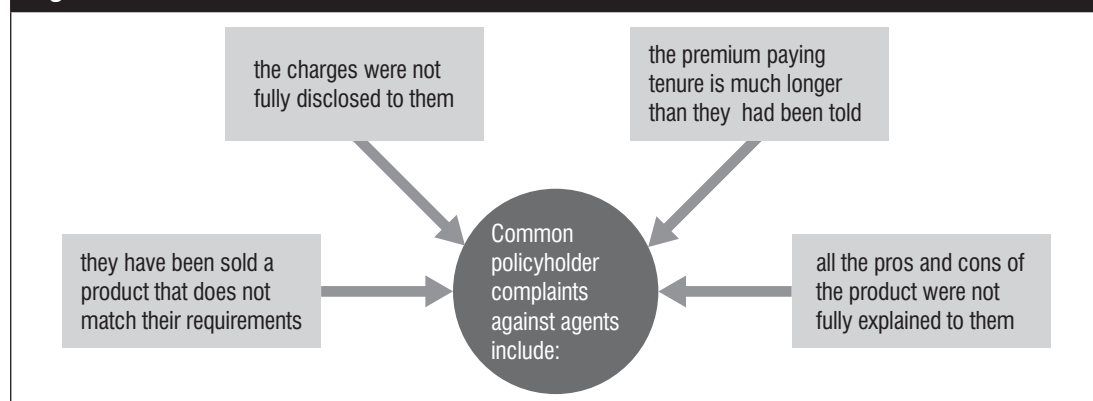 the charges were not
fully disclosed to them
the premium paying
tenure is much longer
than they had been told
they have been sold a
product that does not
match their requirements
Common
policyholder
complaints
against agents
include:
all the pros and cons of
the product were not
fully explained to them